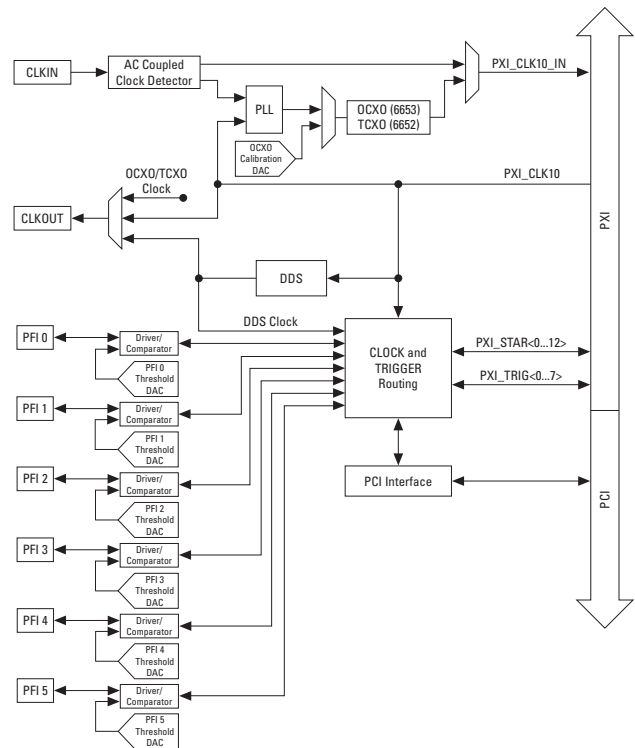 CLKIN
AC Coupled
Clock Detector
PLL
OCXO (6653)
TCXO (6652)
PXI_CLK10_IN
OCXO
Calibration
DAC
OCXO/TCXO
Clock
PXI_CLK10
CLKOUT
PXI
DDS
DDS Clock
PFI 0
Driver/
Comparator
PFI 0
Threshold
DAC
CLOCK and
TRIGGER
Routing
PXI_STAR<0...12>
PXI_TRIG<0...7>
PFI 1
Driver/
Comparator
PFI 1
Threshold
DAC
PFI 2
Driver/
Comparator
PFI 2
Threshold
DAC
PCI Interface
PCI
PFI 3
Driver/
Comparator
PFI 3
Threshold
DAC
PFI 4
Driver/
Comparator
PFI 4
Threshold
DAC
PFI 5
Driver/
Comparator
PFI 5
Threshold
DAC